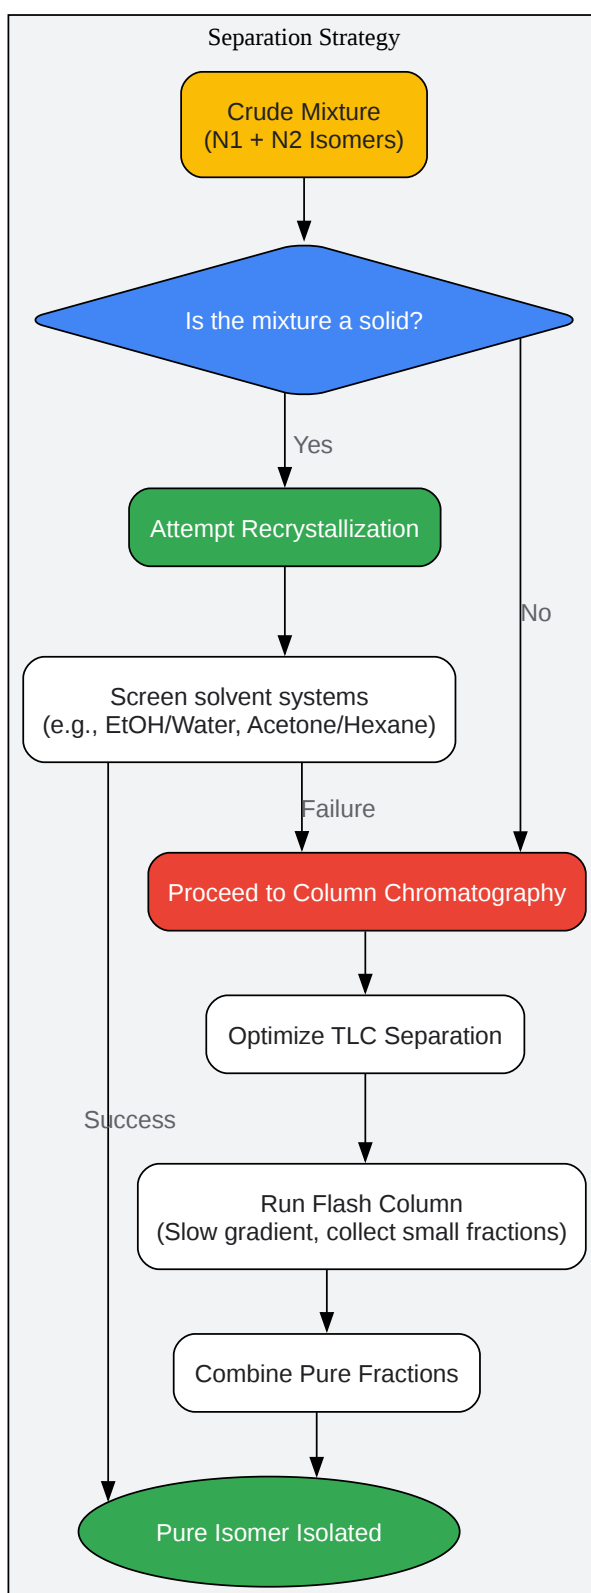 Separation Strategy
Crude Mixture
(N1 + N2 Isomers)
Is the mixture a solid?
Yes
Attempt Recrystallization
No
Screen solvent systems
(e.g., EtOH/Water, Acetone/Hexane)
Failure
Proceed to Column Chromatography
Optimize TLC Separation
Success
Run Flash Column
(Slow gradient, collect small fractions)
Combine Pure Fractions
Pure Isomer Isolated